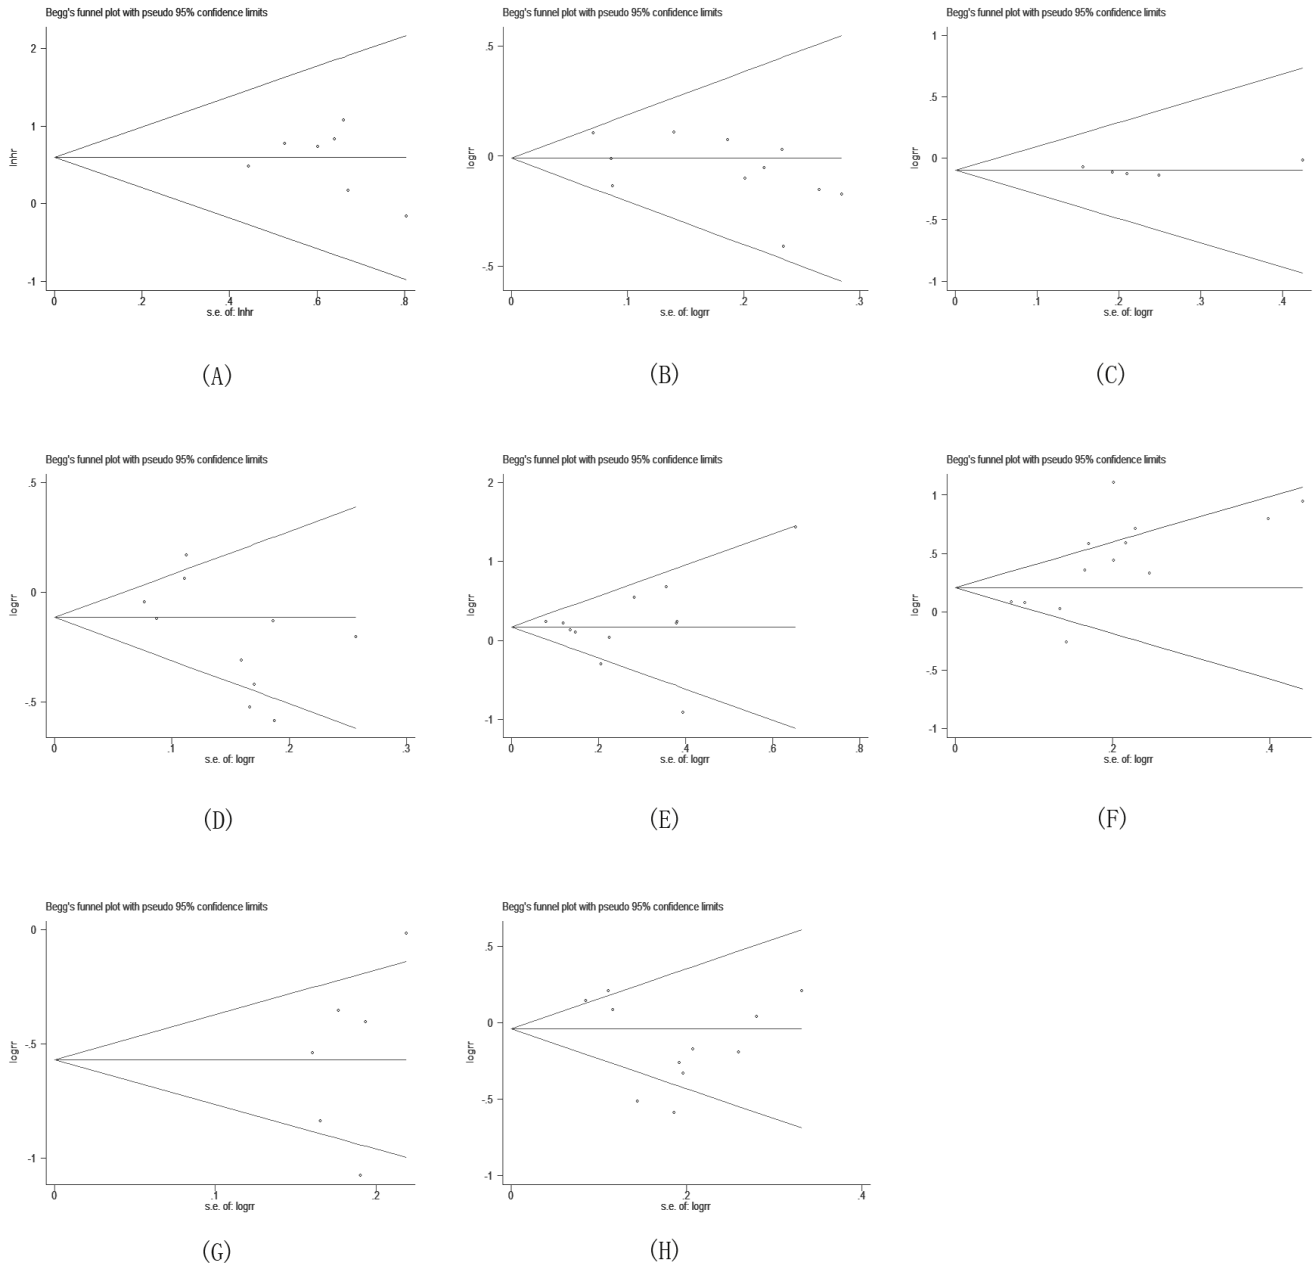 Begg's funnel plot with pseudo 95% confidence limits
lnhr
2
1
0
-1
0 .2 .4 .6 .8
s.e. of: lnhr
(A)
Begg's funnel plot with pseudo 95% confidence limits
logrr
.5
0
-.5
0 .1 .2 .3
s.e. of: logrr
(B)
Begg's funnel plot with pseudo 95% confidence limits
logrr
1
.5
0
-.5
-1
0 .1 .2 .3 .4
s.e. of: logrr
(C)
Begg's funnel plot with pseudo 95% confidence limits
logrr
.5
0
-.5
0 .1 .2 .3
s.e. of: logrr
(D)
Begg's funnel plot with pseudo 95% confidence limits
logrr
2
1
0
-1
0 .2 .4 .6 .8
s.e. of: logrr
(E)
Begg's funnel plot with pseudo 95% confidence limits
logrr
1
.5
0
-.5
-1
0 .2 .4
s.e. of: logrr
(F)
Begg's funnel plot with pseudo 95% confidence limits
logrr
0
-.5
-1
0 .1 .2
s.e. of: logrr
(G)
Begg's funnel plot with pseudo 95% confidence limits
logrr
.5
0
-.5
-1
0 .2 .4
s.e. of: logrr
(H)